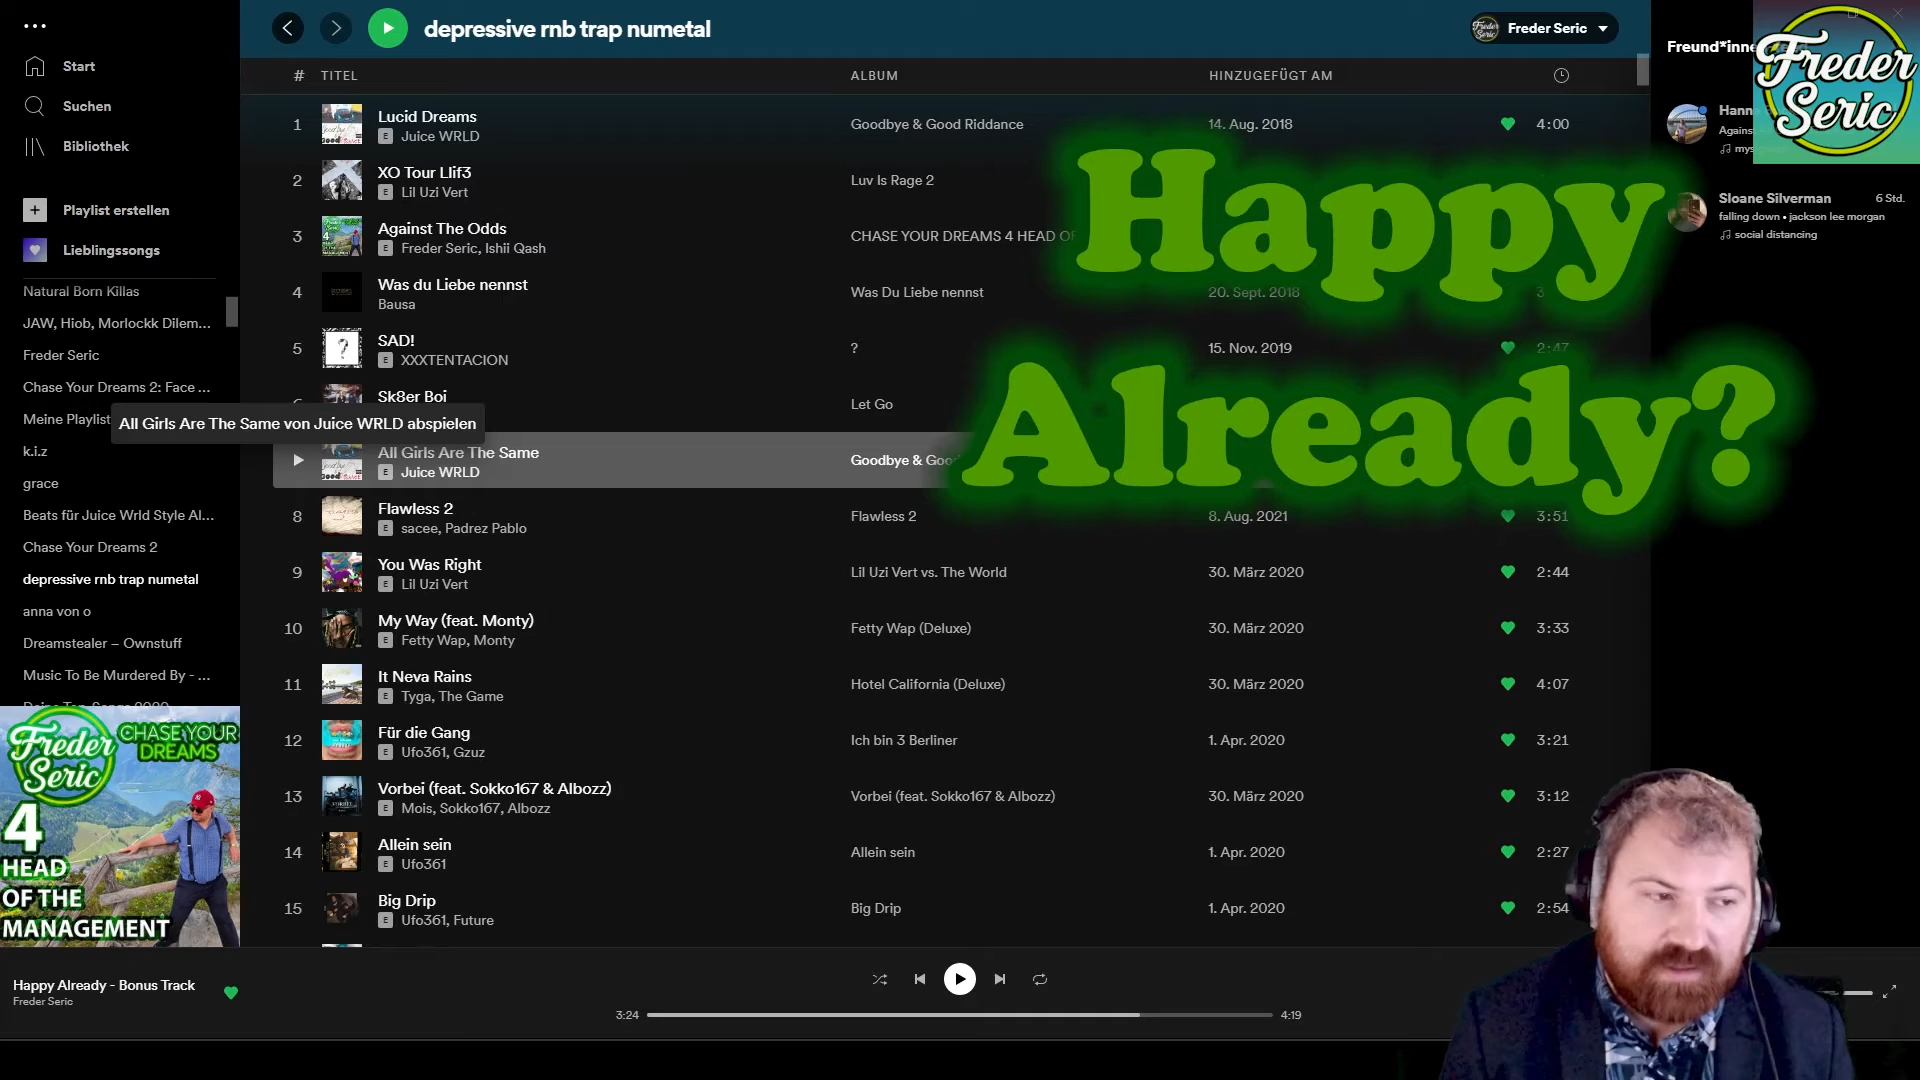 Start
Suchen
Bibliothek
Playlist erstellen
Lieblingssongs
Natural Born Killas
JAW, Hiob, Morlockk Dilem...
Freder Seric
Chase Your Dreams 2: Face ...
Meine Playlist
k.i.z
grace
Beats für Juice Wrld Style Al...
Chase Your Dreams 2
depressive rnb trap numetal
anna von o
Dreamstealer – Ownstuff
Music To Be Murdered By - ...
Freder
Seric
CHASE YOUR
DREAMS
4
HEAD
OF THE
MANAGEMENT
depressive rnb trap numetal
Freder Seric
# TITEL ALBUM HINZUGEFÜGT AM
1 Lucid Dreams Goodbye & Good Riddance 14. Aug. 2018 4:00
E Juice WRLD
2 XO Tour Llif3 Luv Is Rage 2
E Lil Uzi Vert
3 Against The Odds CHASE YOUR DREAMS 4 HEAD
E Freder Seric, Ishii Qash
4 Was du Liebe nennst Was Du Liebe nennst 20. Sept. 2018 3
Bausa
5 SAD! ? 15. Nov. 2019 2:47
E XXXTENTACION
Sk8er Boi Let Go
All Girls Are The Same von Juice WRLD abspielen
All Girls Are The Same Goodbye &
E Juice WRLD
8 Flawless 2 Flawless 2 8. Aug. 2021 3:51
E sacee, Padrez Pablo
9 You Was Right Lil Uzi Vert vs. The World 30. März 2020 2:44
E Lil Uzi Vert
10 My Way (feat. Monty) Fetty Wap (Deluxe) 30. März 2020 3:33
E Fetty Wap, Monty
11 It Neva Rains Hotel California (Deluxe) 30. März 2020 4:07
E Tyga, The Game
12 Für die Gang Ich bin 3 Berliner 1. Apr. 2020 3:21
E Ufo361, Gzuz
13 Vorbei (feat. Sokko167 & Albozz) Vorbei (feat. Sokko167 & Albozz) 30. März 2020 3:12
E Mois, Sokko167, Albozz
14 Allein sein Allein sein 1. Apr. 2020 2:27
E Ufo361
15 Big Drip Big Drip 1. Apr. 2020 2:54
E Ufo361, Future
Happy
Already?
Freder
Seric
Sloane Silverman 6 Std.
falling down • jackson lee morgan
social distancing
Happy Already - Bonus Track
Freder Seric
3:24 4:19